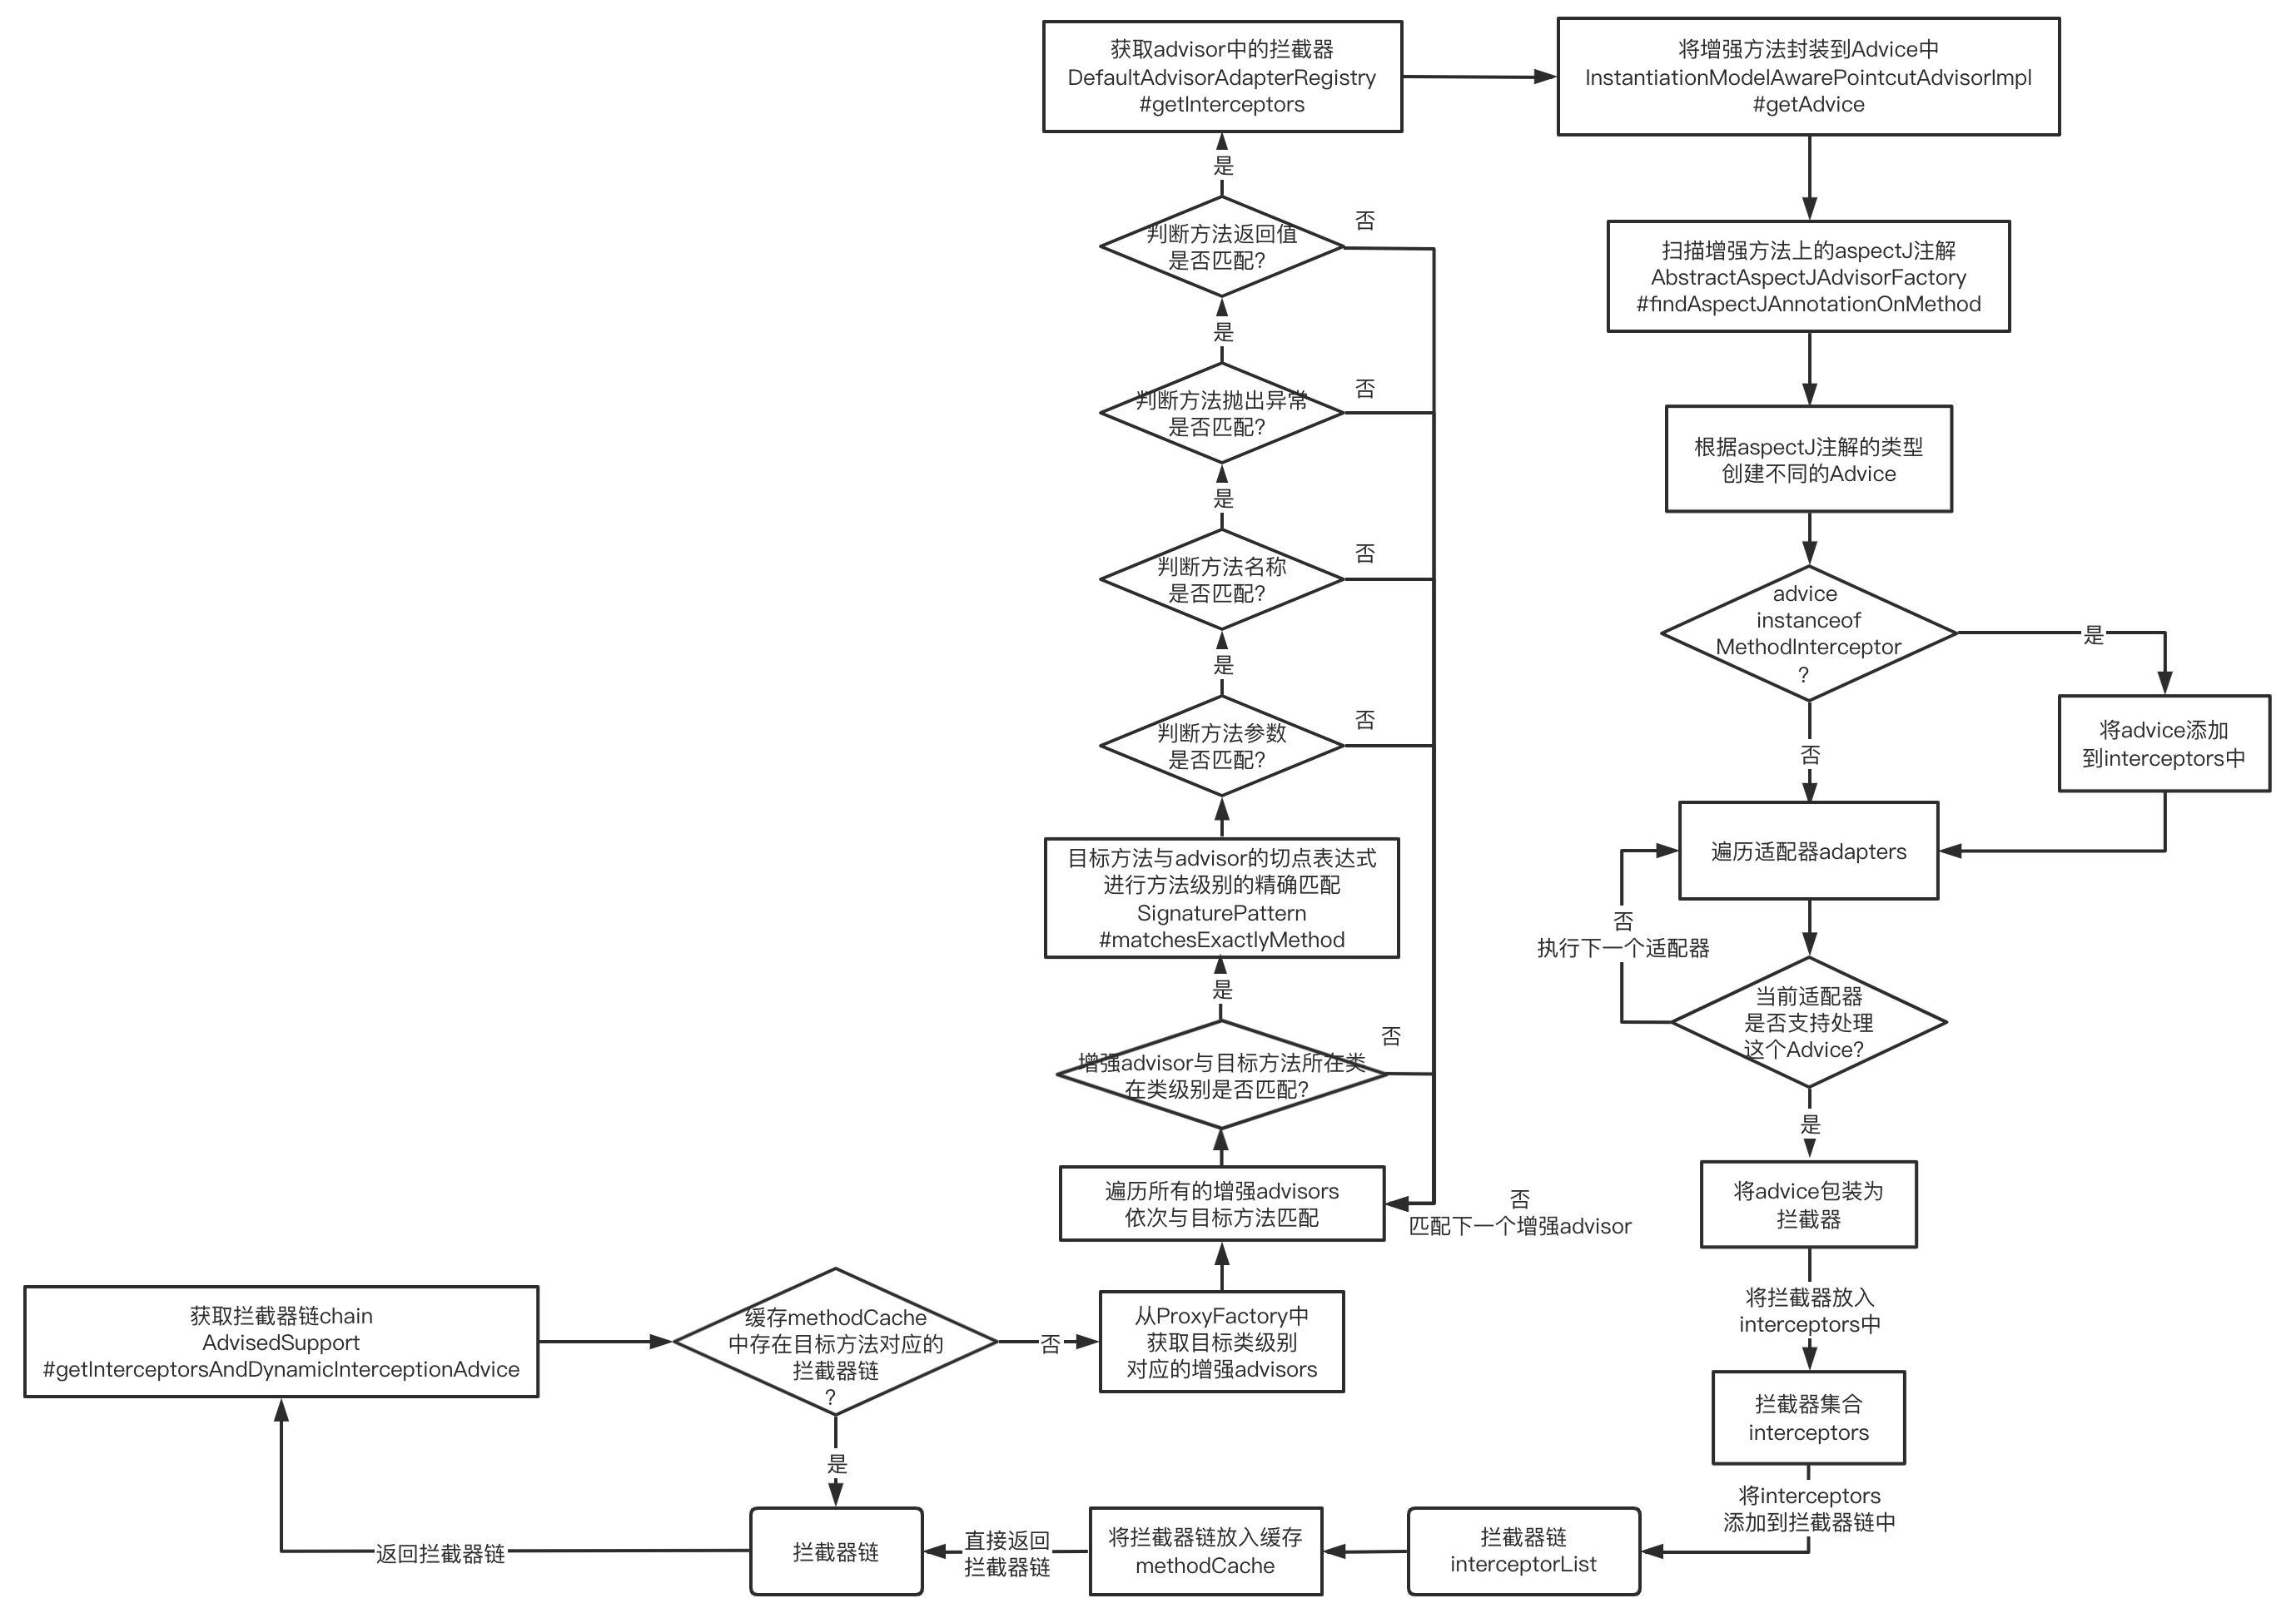 获取拦截器链chain
AdvisedSupport
#getInterceptorsAndDynamicInterceptionAdvice
缓存methodCache
中存在目标方法对应的
拦截器链
?
否
从ProxyFactory中
获取目标类级别
对应的增强advisors
遍历所有的增强advisors
依次与目标方法匹配
否
匹配下一个增强advisor
增强advisor与目标方法所在类
在类级别是否匹配?
否
是
目标方法与advisor的切点表达式
进行方法级别的精确匹配
SignaturePattern
#matchesExactlyMethod
判断方法参数
是否匹配?
否
是
判断方法名称
是否匹配?
否
是
判断方法抛出异常
是否匹配?
否
是
判断方法返回值
是否匹配?
否
是
获取advisor中的拦截器
DefaultAdvisorAdapterRegistry
#getInterceptors
将增强方法封装到Advice中
InstantiationModelAwarePointcutAdvisorImpl
#getAdvice
扫描增强方法上的aspectJ注解
AbstractAspectJAdvisorFactory
#findAspectJAnnotationOnMethod
根据aspectJ注解的类型
创建不同的Advice
advice
instanceof
MethodInterceptor
?
是
将advice添加
到interceptors中
否
遍历适配器adapters
否
执行下一个适配器
当前适配器
是否支持处理
这个Advice?
是
将advice包装为
拦截器
将拦截器放入
interceptors中
拦截器集合
interceptors
将interceptors
添加到拦截器链中
拦截器链
interceptorList
将拦截器链放入缓存
methodCache
直接返回
拦截器链
是
拦截器链
返回拦截器链